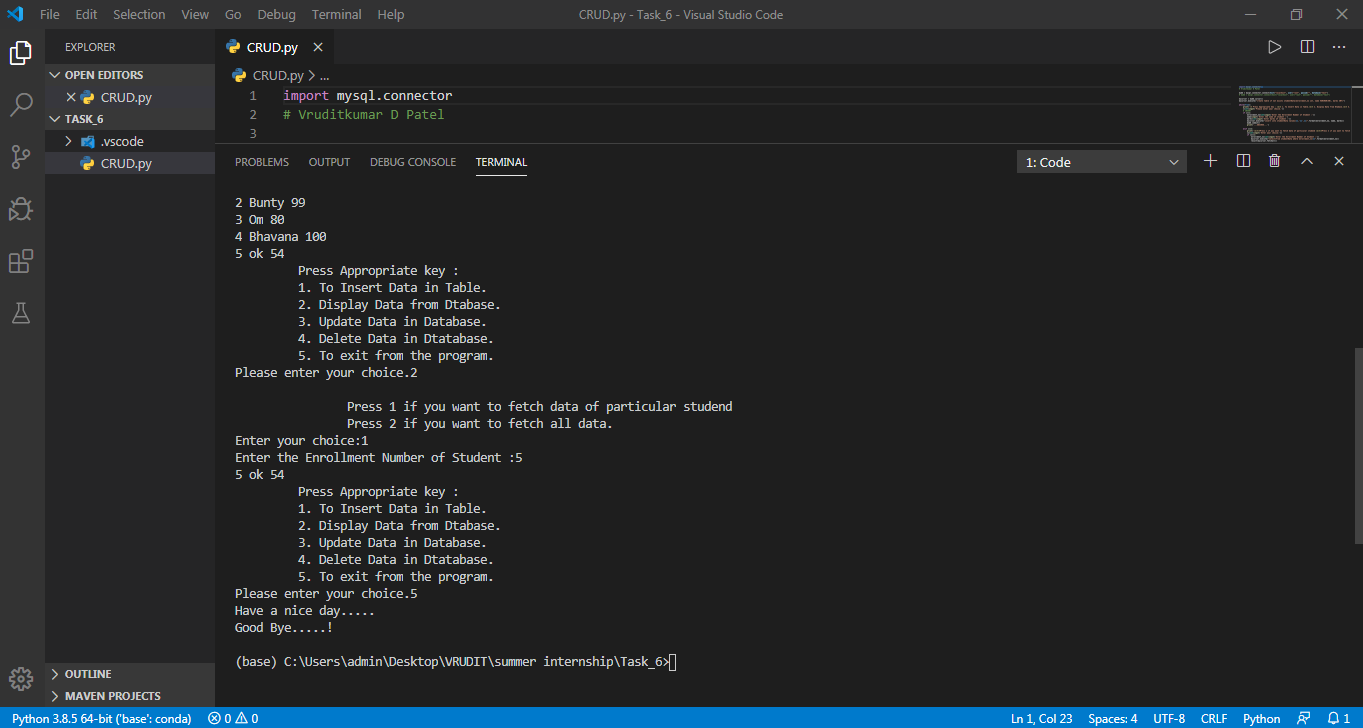 File Edit Selection View Go Debug Terminal Help CRUD.py - Task_6 - Visual Studio Code
EXPLORER
OPEN EDITORS
CRUD.py
TASK_6
.vscode
CRUD.py
OUTLINE
MAVEN PROJECTS
CRUD.py
CRUD.py > ...
1 import mysql.connector
2 # Vruditkumar D Patel
3
PROBLEMS OUTPUT DEBUG CONSOLE TERMINAL 1: Code
2 Bunty 99
3 Om 80
4 Bhavana 100
5 ok 54
Press Appropriate key :
1. To Insert Data in Table.
2. Display Data from Dtabase.
3. Update Data in Database.
4. Delete Data in Dtatabase.
5. To exit from the program.
Please enter your choice.2
Press 1 if you want to fetch data of particular studend
Press 2 if you want to fetch all data.
Enter your choice:1
Enter the Enrollment Number of Student :5
5 ok 54
Press Appropriate key :
1. To Insert Data in Table.
2. Display Data from Dtabase.
3. Update Data in Database.
4. Delete Data in Dtatabase.
5. To exit from the program.
Please enter your choice.5
Have a nice day.....
Good Bye.....!
(base) C:\Users\admin\Desktop\VRUDIT\summer internship\Task_6>
Python 3.8.5 64-bit ('base': conda) 0 0 Ln 1, Col 23 Spaces: 4 UTF-8 CRLF Python 1